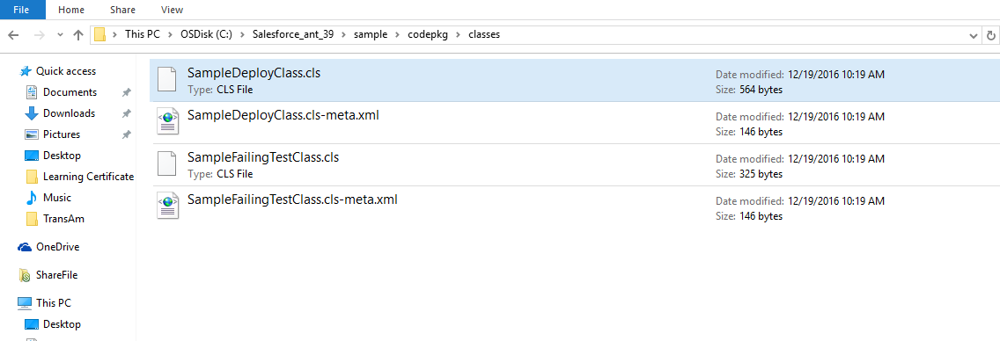 File Home Share View
This PC OSDisk (C:) Salesforce_ant_39 sample codepkg classes
Quick access
Documents
Downloads
Pictures
Desktop
Learning Certificate
Music
TransAm
OneDrive
ShareFile
This PC
Desktop
SampleDeployClass.cls Date modified: 12/19/2016 10:19 AM
Type: CLS File Size: 564 bytes
SampleDeployClass.cls-meta.xml Date modified: 12/19/2016 10:19 AM
Size: 146 bytes
SampleFailingTestClass.cls Date modified: 12/19/2016 10:19 AM
Type: CLS File Size: 325 bytes
SampleFailingTestClass.cls-meta.xml Date modified: 12/19/2016 10:19 AM
Size: 146 bytes